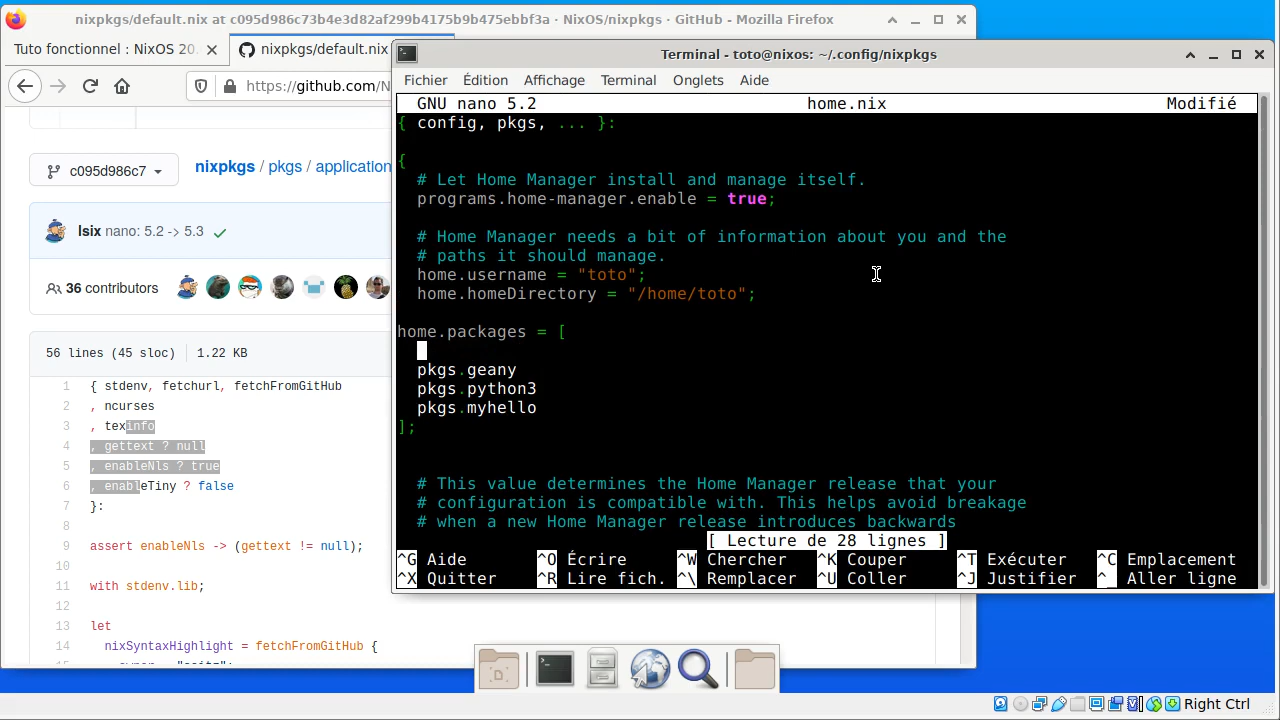 nixpkgs/default.nix at c095d986c73b4e3d82af299b4175b9b475ebbf3a · NixOS/nixpkgs · GitHub - Mozilla Firefox
Tuto fonctionnel : NixOS 20.
nixpkgs/default.nix
https://github.com/N
c095d986c7
nixpkgs / pkgs / application
lsix nano: 5.2 -> 5.3
36 contributors
56 lines (45 sloc) 1.22 KB
1 { stdenv, fetchurl, fetchFromGitHub
2 , ncurses
3 , texinfo
4 , gettext ? null
5 , enableNls ? true
6 , enableTiny ? false
7 }:
8
9 assert enableNls -> (gettext != null);
10
11 with stdenv.lib;
12
13 let
14 nixSyntaxHighlight = fetchFromGitHub {
Terminal - toto@nixos: ~/.config/nixpkgs
Fichier Édition Affichage Terminal Onglets Aide
GNU nano 5.2 home.nix Modifié
{ config, pkgs, ... }:
{
# Let Home Manager install and manage itself.
programs.home-manager.enable = true;
# Home Manager needs a bit of information about you and the
# paths it should manage.
home.username = "toto";
home.homeDirectory = "/home/toto";
home.packages = [
pkgs.geany
pkgs.python3
pkgs.myhello
];
# This value determines the Home Manager release that your
# configuration is compatible with. This helps avoid breakage
# when a new Home Manager release introduces backwards
[ Lecture de 28 lignes ]
^G Aide ^O Écrire ^W Chercher ^K Couper ^T Exécuter ^C Emplacement
^X Quitter ^R Lire fich. ^\ Remplacer ^U Coller ^J Justifier ^_ Aller ligne
Right Ctrl